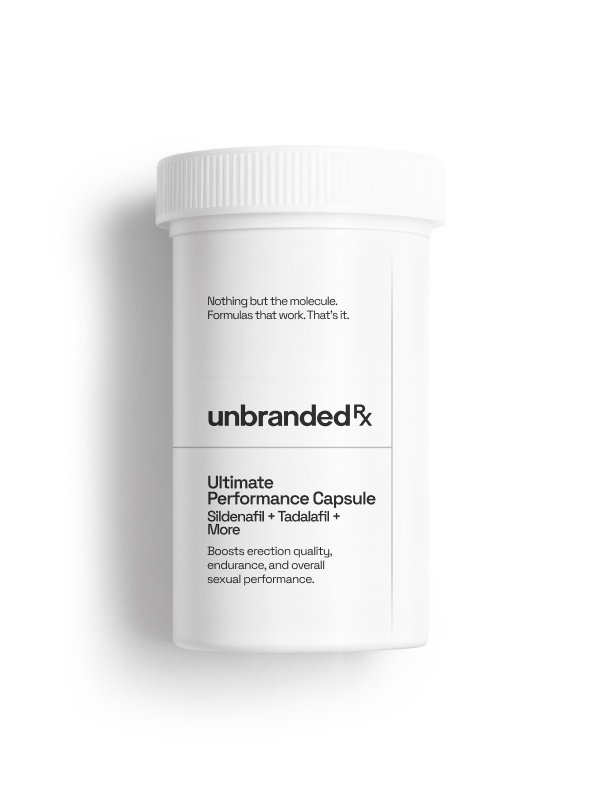 Nothing but the molecule.
Formulas that work. That's it.
unbranded Rx
Ultimate
Performance Capsule
Sildenafil + Tadalafil +
More
Boosts erection quality,
endurance, and overall
sexual performance.